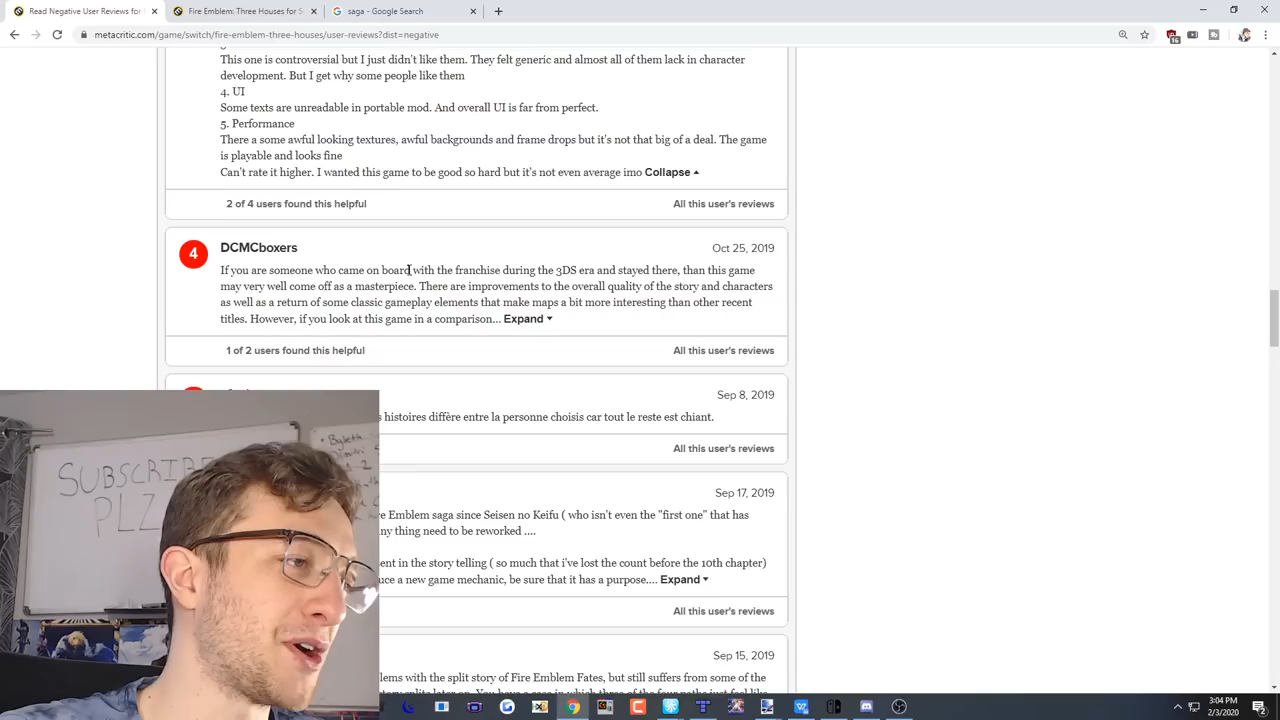 Read Negative User Reviews for
Fire Emblem: Three Houses for S
saga - Google Search
metacritic.com/game/switch/fire-emblem-three-houses/user-reviews?dist=negative
This one is controversial but I just didn't like them. They felt generic and almost all of them lack in character
development. But I get why some people like them
4. UI
Some texts are unreadable in portable mod. And overall UI is far from perfect.
5. Performance
There a some awful looking textures, awful backgrounds and frame drops but it's not that big of a deal. The game
is playable and looks fine
Can't rate it higher. I wanted this game to be good so hard but it's not even average imo Collapse
2 of 4 users found this helpful
All this user's reviews
4
DCMCboxers
Oct 25, 2019
If you are someone who came on board with the franchise during the 3DS era and stayed there, than this game
may very well come off as a masterpiece. There are improvements to the overall quality of the story and characters
as well as a return of some classic gameplay elements that make maps a bit more interesting than other recent
titles. However, if you look at this game in a comparison... Expand
1 of 2 users found this helpful
All this user's reviews
Sep 8, 2019
histoires diffère entre la personne choisis car tout le reste est chiant.
All this user's reviews
Sep 17, 2019
Emblem saga since Seisen no Keifu ( who isn't even the "first one" that has
thing need to be reworked ....
in the story telling ( so much that i've lost the count before the 10th chapter)
a new game mechanic, be sure that it has a purpose.... Expand
All this user's reviews
Sep 15, 2019
with the split story of Fire Emblem Fates, but still suffers from some of the
SUBSCRIBE
PLZ
Byleth
3:04 PM
2/3/2020